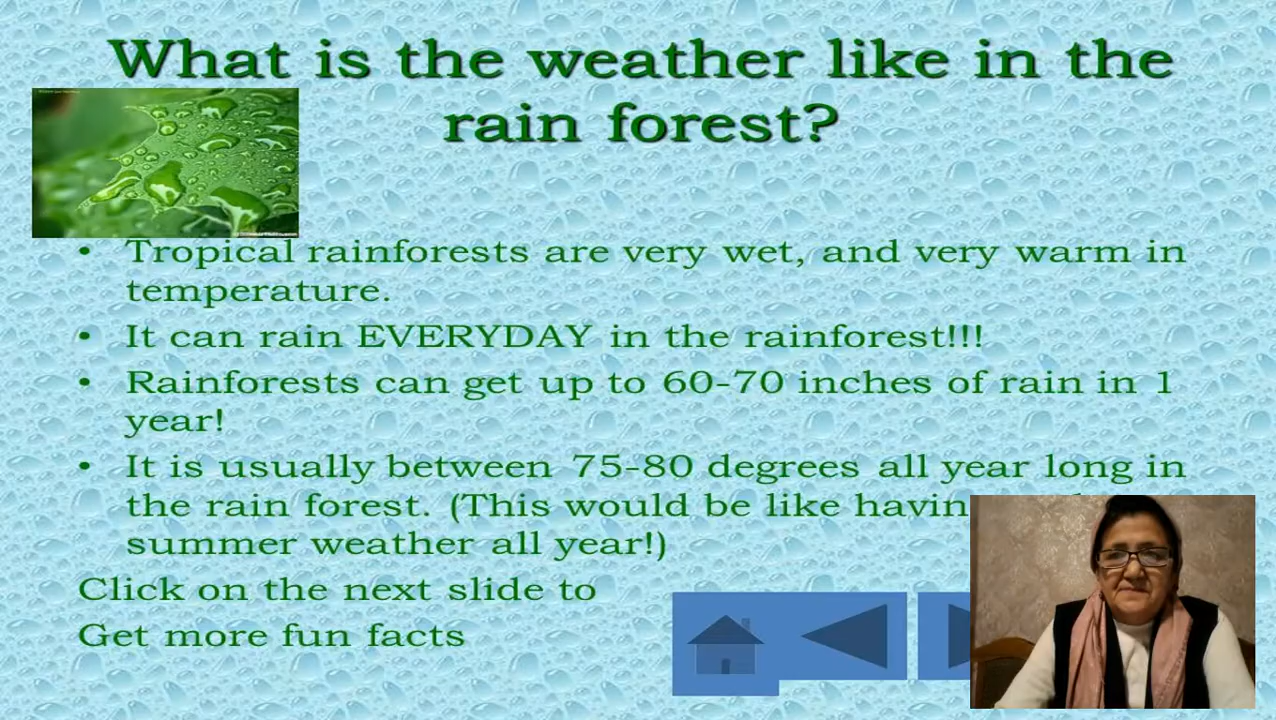 What is the weather like in the
rain forest?
• Tropical rainforests are very wet, and very warm in
temperature.
• It can rain EVERYDAY in the rainforest!!!
• Rainforests can get up to 60-70 inches of rain in 1
year!
• It is usually between 75-80 degrees all year long in
the rain forest. (This would be like
summer weather all year!)
Click on the next slide to
Get more fun facts